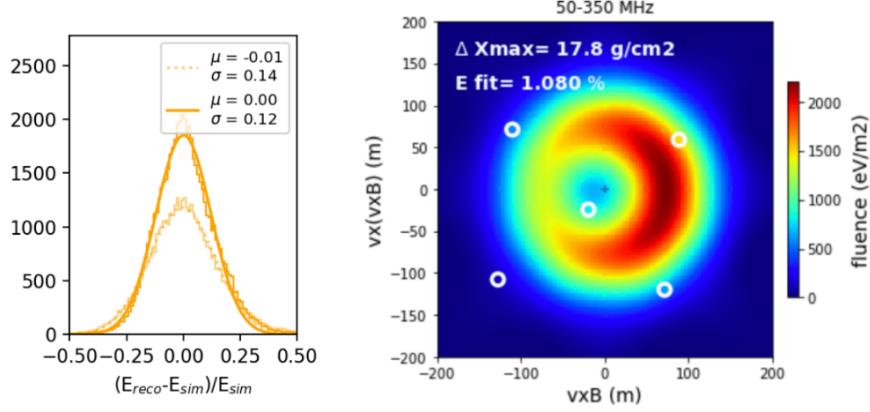 2500
2000
1500
1000
500
0
−0.50 −0.25 0.00 0.25 0.50
(E_reco-E_sim)/E_sim
μ = -0.01
σ = 0.14
μ = 0.00
σ = 0.12
50-350 MHz
Δ Xmax= 17.8 g/cm2
E fit= 1.080 %
200
150
100
50
0
−50
−100
−150
−200
vx(vxB) (m)
−200 −100 0 100 200
vxB (m)
2000
1500
1000
500
0
fluence (eV/m2)